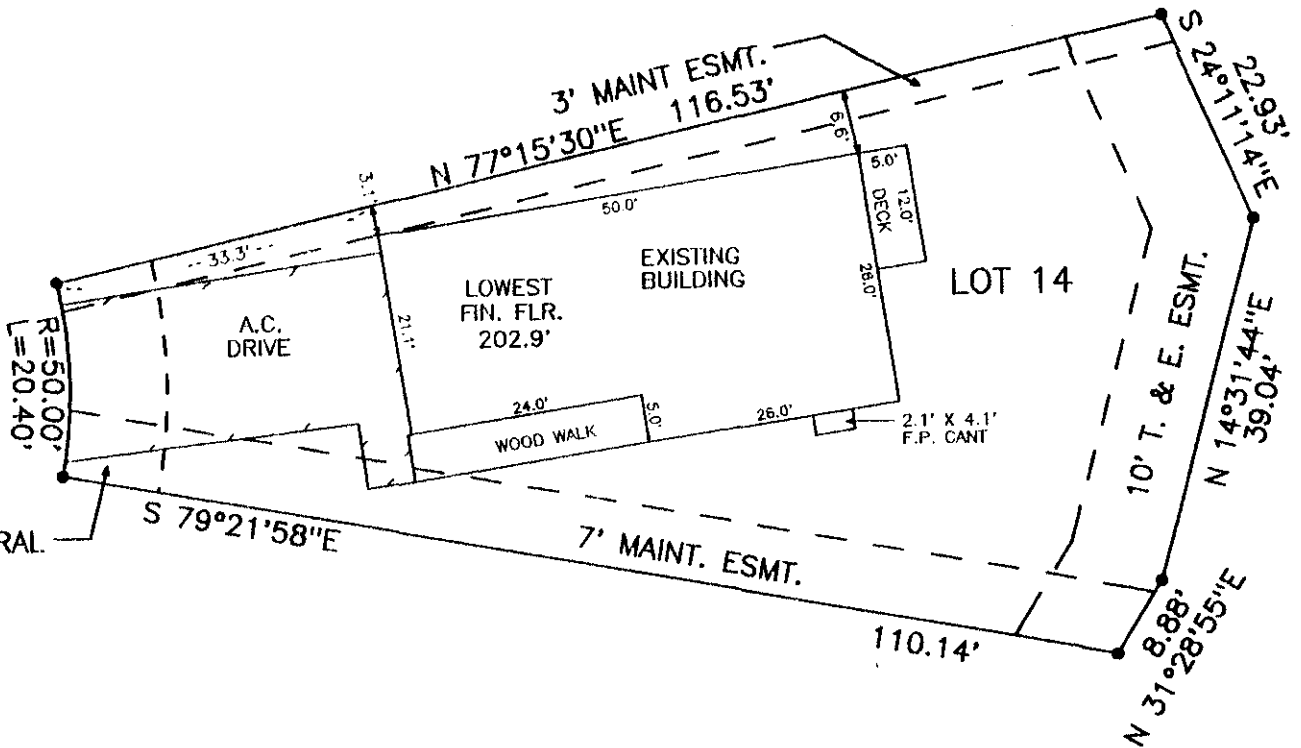 3' MAINT ESMT.
N 77°15'30"E 116.53'
22.93'
S 24°11'14"E
3.1'
6.6'
5.0'
12.0'
DECK
33.3'
50.0'
EXISTING
BUILDING
LOWEST
FIN. FLR.
202.9'
28.0'
LOT 14
A.C.
DRIVE
21.1'
R=50.00'
L=20.40'
24.0'
5.0'
26.0'
WOOD WALK
2.1' X 4.1'
F.P. CANT
10' T. & E. ESMT.
N 14°31'44"E
39.04'
RAL.
S 79°21'58"E
7' MAINT. ESMT.
110.14'
8.88'
N 31°28'55"E